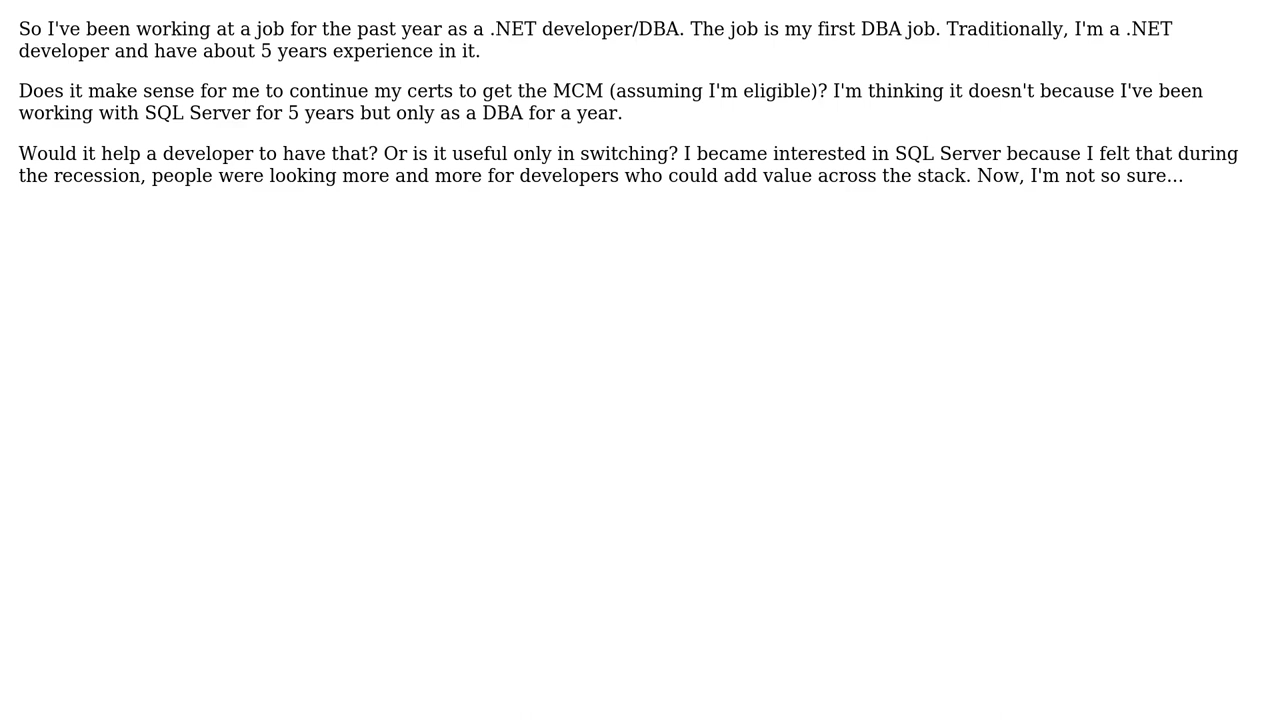 So I've been working at a job for the past year as a .NET developer/DBA. The job is my first DBA job. Traditionally, I'm a .NET
developer and have about 5 years experience in it.
Does it make sense for me to continue my certs to get the MCM (assuming I'm eligible)? I'm thinking it doesn't because I've been
working with SQL Server for 5 years but only as a DBA for a year.
Would it help a developer to have that? Or is it useful only in switching? I became interested in SQL Server because I felt that during
the recession, people were looking more and more for developers who could add value across the stack. Now, I'm not so sure...